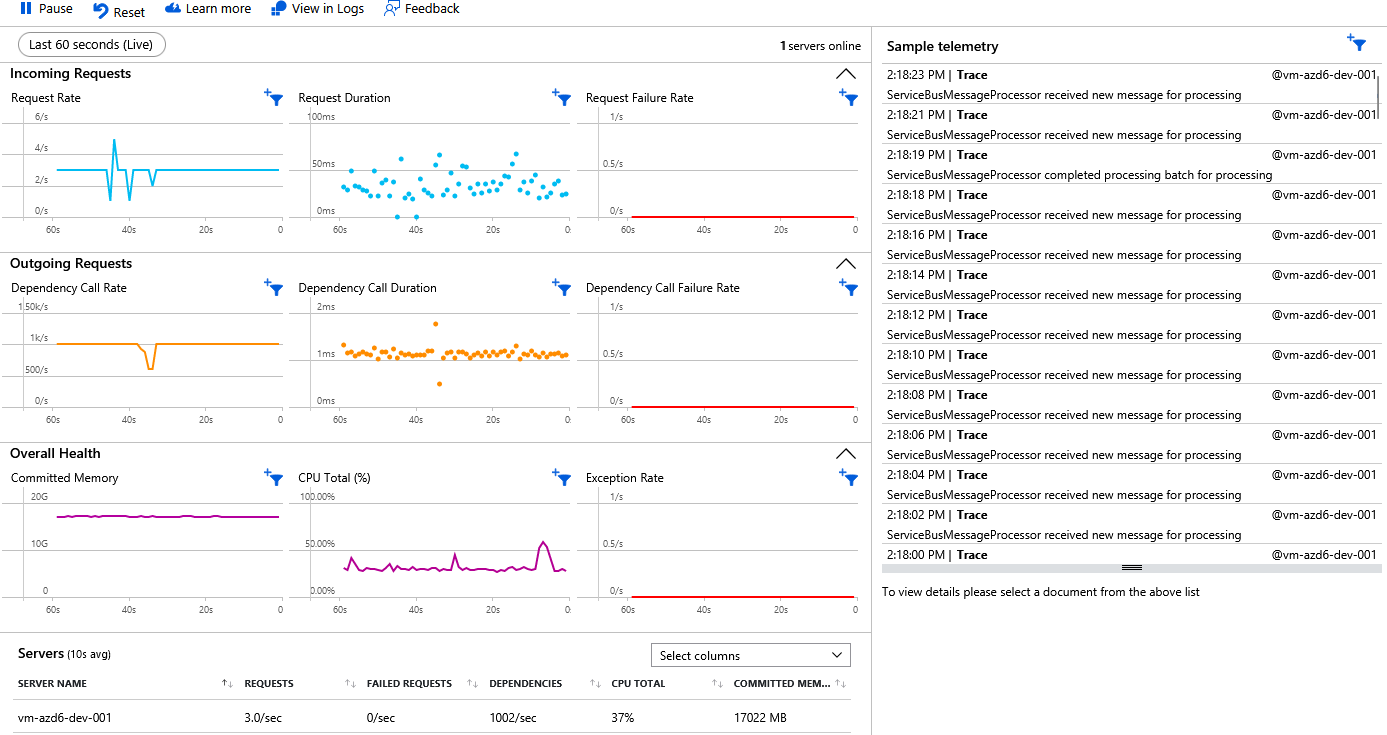 Pause Reset Learn more View in Logs Feedback
Last 60 seconds (Live)
1 servers online
Incoming Requests
Request Rate
6/s
4/s
2/s
0/s
60s 40s 20s 0
Request Duration
100ms
50ms
0ms
60s 40s 20s 0
Request Failure Rate
1/s
0.5/s
0/s
60s 40s 20s 0
Outgoing Requests
Dependency Call Rate
1.50k/s
1k/s
500/s
0/s
60s 40s 20s 0
Dependency Call Duration
2ms
1ms
0ms
60s 40s 20s 0
Dependency Call Failure Rate
1/s
0.5/s
0/s
60s 40s 20s 0
Overall Health
Committed Memory
20G
10G
0
60s 40s 20s 0
CPU Total (%)
100.00%
50.00%
0.00%
60s 40s 20s 0
Exception Rate
1/s
0.5/s
0/s
60s 40s 20s 0
Servers (10s avg)
Select columns
SERVER NAME REQUESTS FAILED REQUESTS DEPENDENCIES CPU TOTAL COMMITTED MEM...
vm-azd6-dev-001 3.0/sec 0/sec 1002/sec 37% 17022 MB
Sample telemetry
2:18:23 PM | Trace @vm-azd6-dev-001
ServiceBusMessageProcessor received new message for processing
2:18:21 PM | Trace @vm-azd6-dev-001
ServiceBusMessageProcessor received new message for processing
2:18:19 PM | Trace @vm-azd6-dev-001
ServiceBusMessageProcessor completed processing batch for processing
2:18:18 PM | Trace @vm-azd6-dev-001
ServiceBusMessageProcessor received new message for processing
2:18:16 PM | Trace @vm-azd6-dev-001
ServiceBusMessageProcessor received new message for processing
2:18:14 PM | Trace @vm-azd6-dev-001
ServiceBusMessageProcessor received new message for processing
2:18:12 PM | Trace @vm-azd6-dev-001
ServiceBusMessageProcessor received new message for processing
2:18:10 PM | Trace @vm-azd6-dev-001
ServiceBusMessageProcessor received new message for processing
2:18:08 PM | Trace @vm-azd6-dev-001
ServiceBusMessageProcessor received new message for processing
2:18:06 PM | Trace @vm-azd6-dev-001
ServiceBusMessageProcessor received new message for processing
2:18:04 PM | Trace @vm-azd6-dev-001
ServiceBusMessageProcessor received new message for processing
2:18:02 PM | Trace @vm-azd6-dev-001
ServiceBusMessageProcessor received new message for processing
2:18:00 PM | Trace @vm-azd6-dev-001
To view details please select a document from the above list